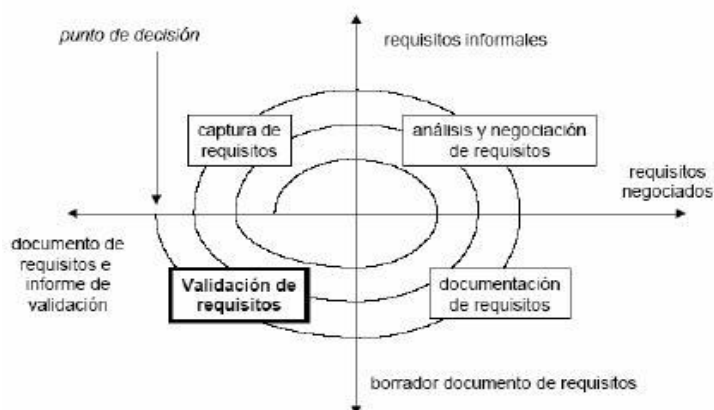 punto de decisión
requisitos informales
captura de
requisitos
análisis y negociación
de requisitos
requisitos
negociados
documento de
requisitos e
informe de
validación
Validación de
requisitos
documentación
de requisitos
borrador documento de requisitos